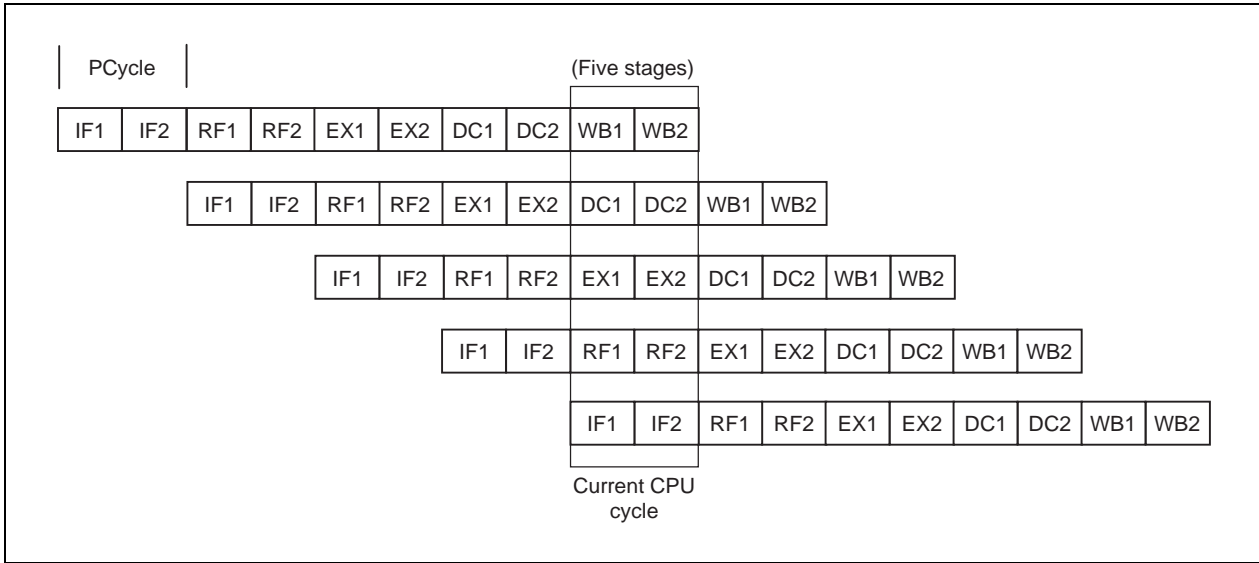 PCycle
(Five stages)
IF1 IF2 RF1 RF2 EX1 EX2 DC1 DC2 WB1 WB2
IF1 IF2 RF1 RF2 EX1 EX2 DC1 DC2 WB1 WB2
IF1 IF2 RF1 RF2 EX1 EX2 DC1 DC2 WB1 WB2
IF1 IF2 RF1 RF2 EX1 EX2 DC1 DC2 WB1 WB2
IF1 IF2 RF1 RF2 EX1 EX2 DC1 DC2 WB1 WB2
Current CPU
cycle